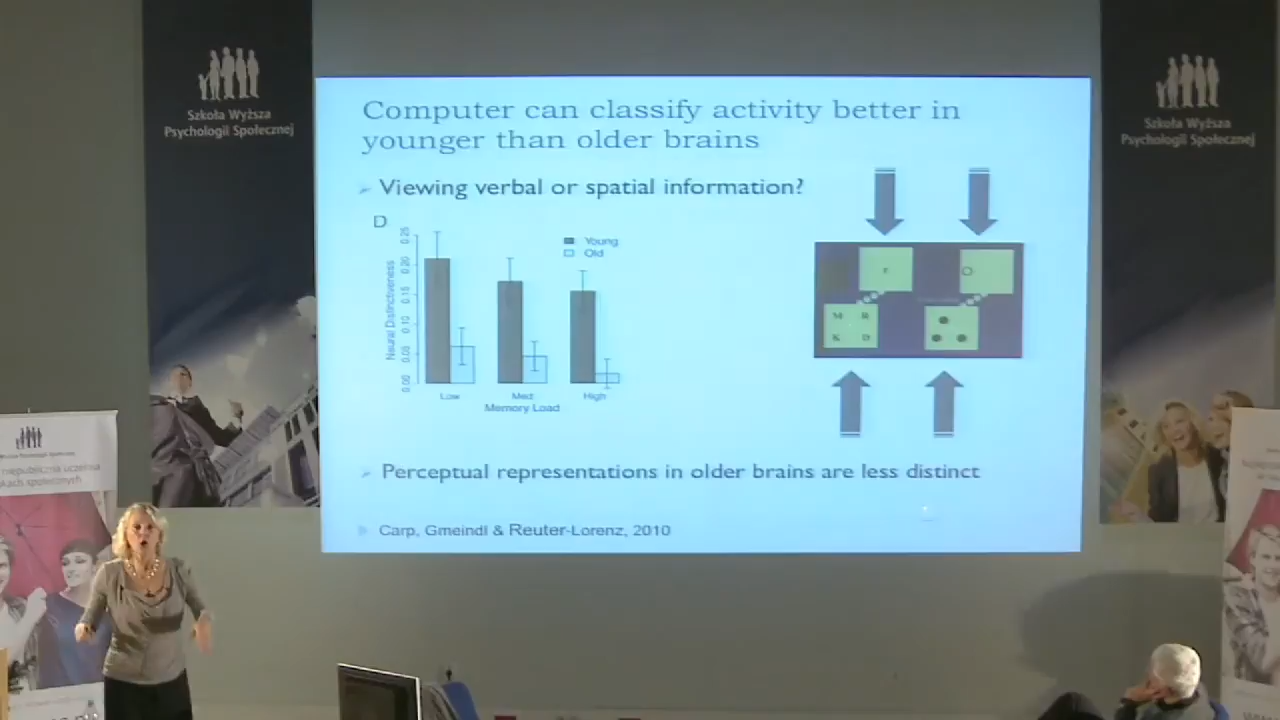 Szkoła Wyższa
Psychologii Społecznej
Szkoła Wyższa
Psychologii Społecznej
Computer can classify activity better in
younger than older brains
Viewing verbal or spatial information?
D
Young
Old
Neural Distinctiveness
0.00 0.05 0.10 0.15 0.20 0.25
Low Med High
Memory Load
r
M R
K D
Perceptual representations in older brains are less distinct
Carp, Gmeindl & Reuter-Lorenz, 2010
niepubliczna uczelnia
społecznych